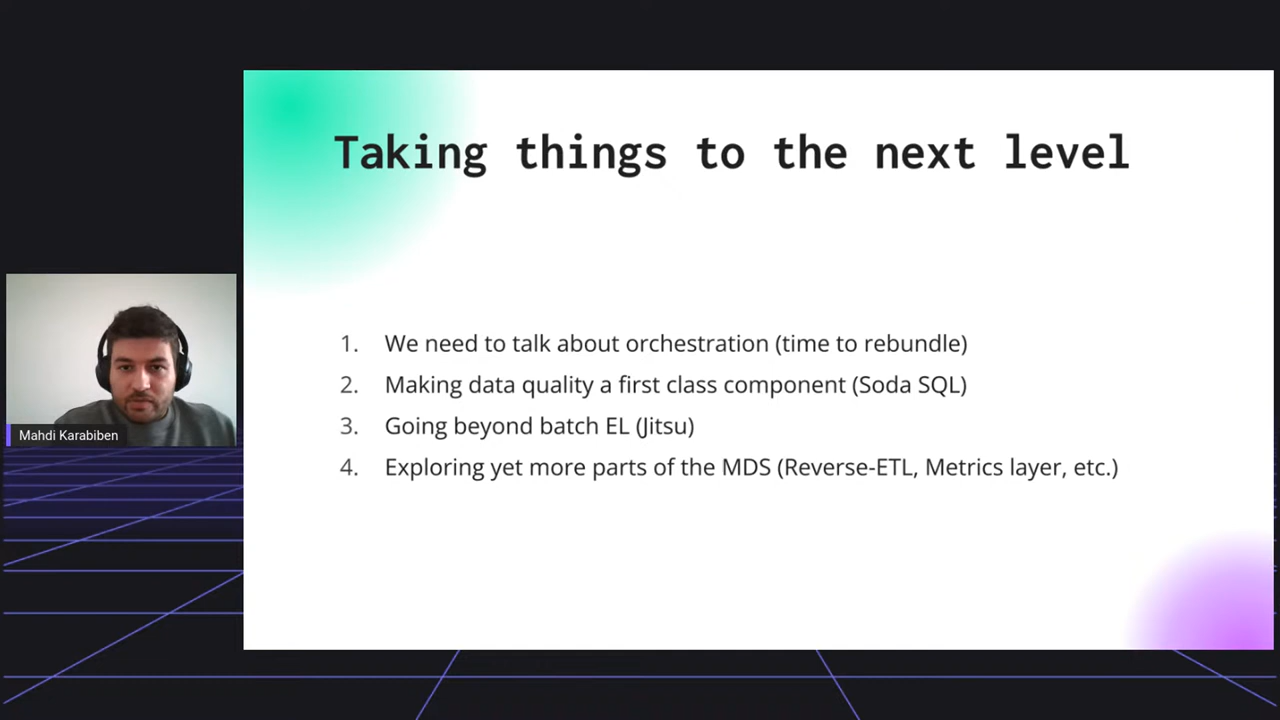 Taking things to the next level
1. We need to talk about orchestration (time to rebundle)
2. Making data quality a first class component (Soda SQL)
3. Going beyond batch EL (Jitsu)
4. Exploring yet more parts of the MDS (Reverse-ETL, Metrics layer, etc.)
Mahdi Karabiben